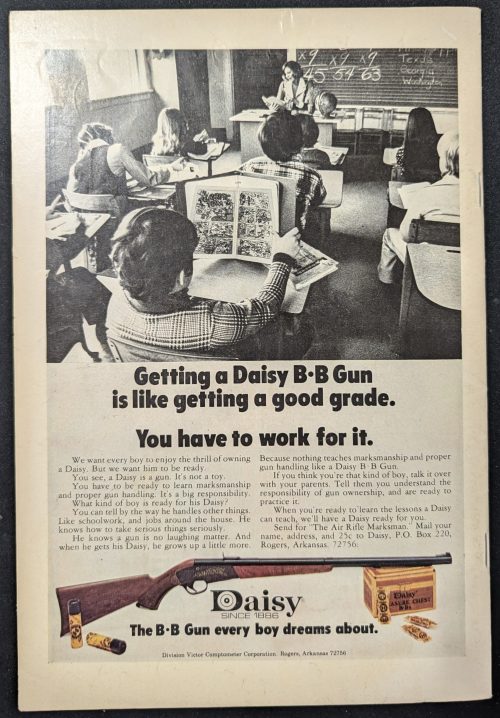 x9 x9 x9
45 54 63
Texas
Georgia
Getting a Daisy B·B Gun
is like getting a good grade.
You have to work for it.
We want every boy to enjoy the thrill of owning
a Daisy. But we want him to be ready.
You see, a Daisy is a gun. It's not a toy.
You have to be ready to learn marksmanship
and proper gun handling. It's a big responsibility.
What kind of boy is ready for his Daisy?
You can tell by the way he handles other things.
Like schoolwork, and jobs around the house. He
knows how to take serious things seriously.
He knows a gun is no laughing matter. And
when he gets his Daisy, he grows up a little more.
Because nothing teaches marksmanship and proper
gun handling like a Daisy B·B Gun.
If you think you're that kind of boy, talk it over
with your parents. Tell them you understand the
responsibility of gun ownership, and are ready to
practice it.
When you're ready to learn the lessons a Daisy
can teach, we'll have a Daisy ready for you.
Send for "The Air Rifle Marksman." Mail your
name, address, and 25c to Daisy, P.O. Box 220,
Rogers, Arkansas. 72756.
Daisy
SINCE 1886
Daisy
The B·B Gun every boy dreams about.
Division Victor Comptometer Corporation. Rogers, Arkansas 72756